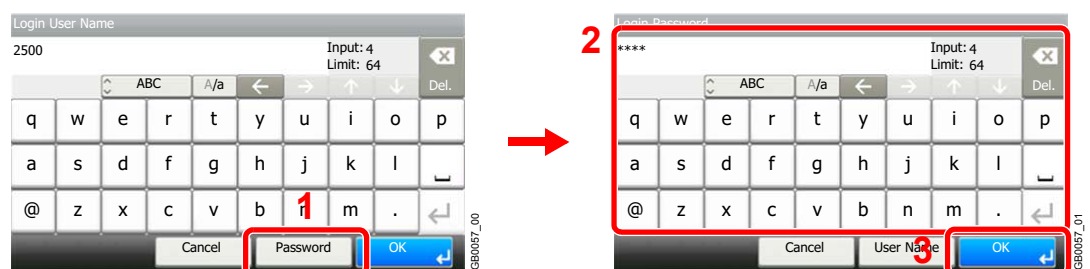 Login User Name
2500
Input: 4
Limit: 64
ABC
A/a
Del.
q w e r t y u i o p
a s d f g h j k l
@ z x c v b n m .
1
Cancel
Password
OK
GB0057_00
2
Login Password
****
Input: 4
Limit: 64
ABC
A/a
Del.
q w e r t y u i o p
a s d f g h j k l
@ z x c v b n m .
Cancel
User Name
3
OK
GB0057_01